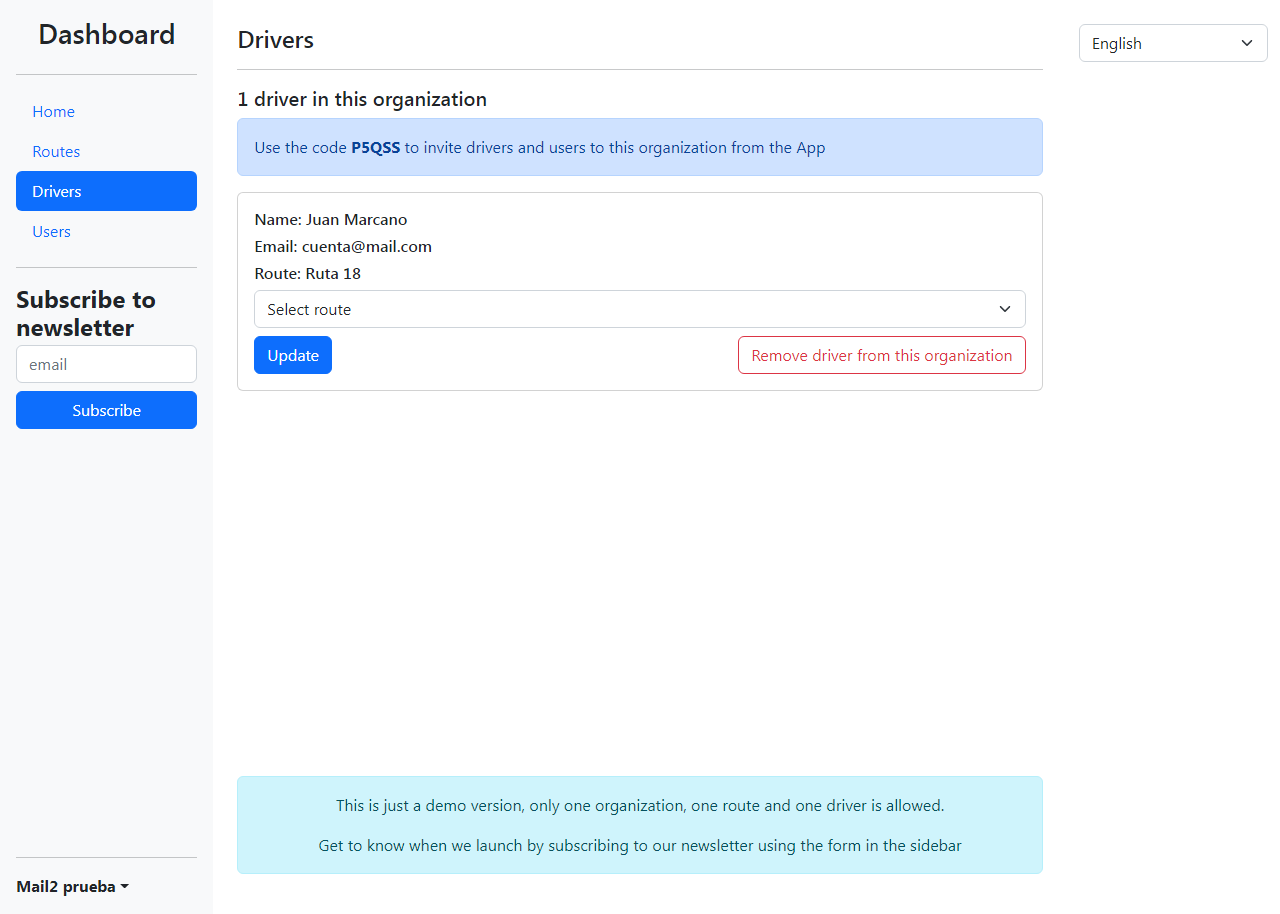 Dashboard
Home
Routes
Drivers
Users
Subscribe to
newsletter
email
Subscribe
Mail2 prueba
Drivers
1 driver in this organization
Use the code P5QSS to invite drivers and users to this organization from the App
Name: Juan Marcano
Email: cuenta@mail.com
Route: Ruta 18
Select route
Update
Remove driver from this organization
This is just a demo version, only one organization, one route and one driver is allowed.
Get to know when we launch by subscribing to our newsletter using the form in the sidebar
English